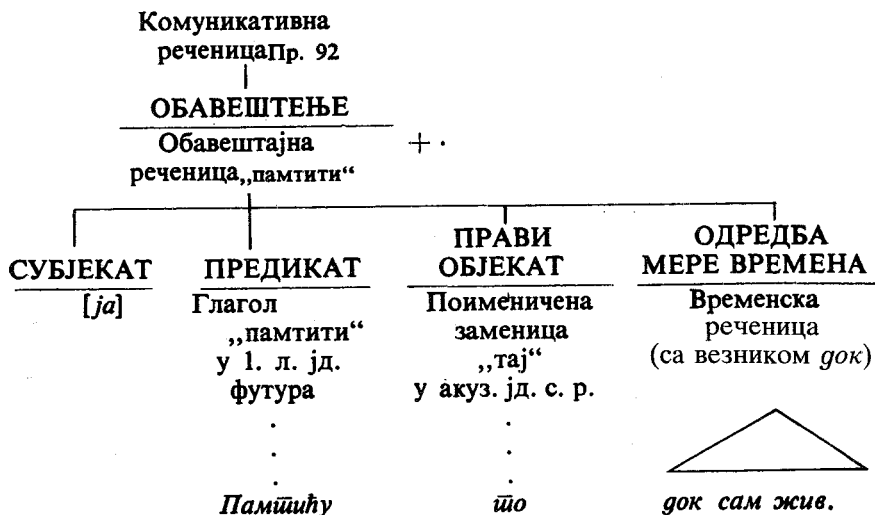 Комуникативна
реченицаПр. 92
ОБАВЕШТЕЊЕ
Обавештајна
реченица„памтити“
+ .
СУБЈЕКАТ
[ја]
ПРЕДИКАТ
Глагол
„памтити“
у 1. л. јд.
футура
.
.
.
Памтићу
ПРАВИ
ОБЈЕКАТ
Поименичена
заменица
„тај“
у акуз. јд. с. р.
.
.
.
то
ОДРЕДБА
МЕРЕ ВРЕМЕНА
Временска
реченица
(са везником док)
док сам жив.